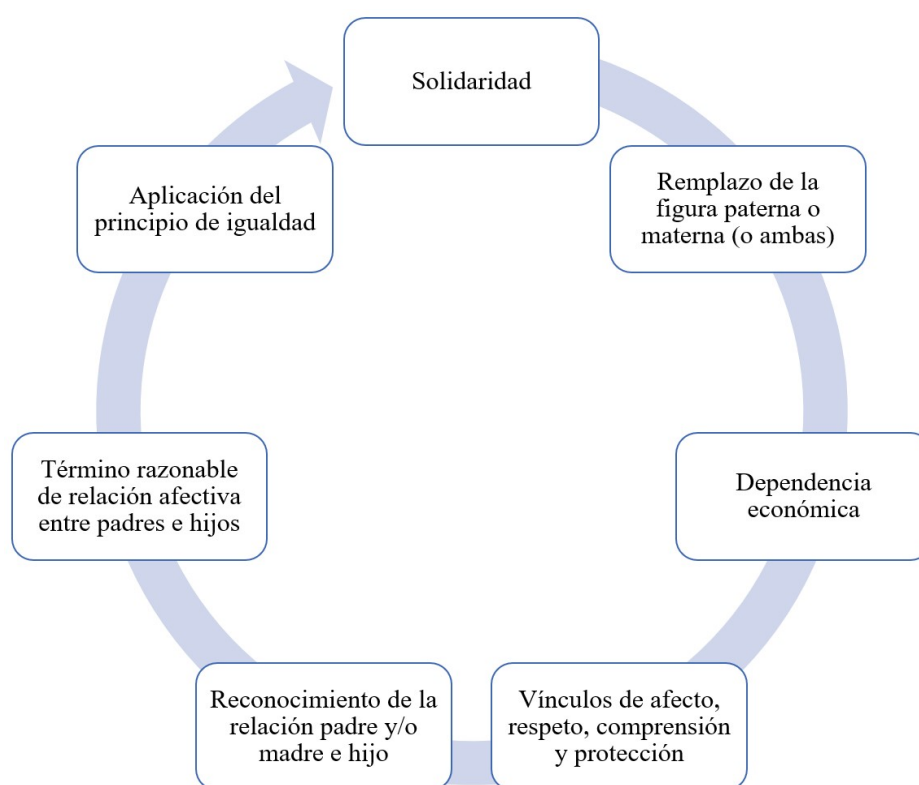 Solidaridad
Remplazo de la
figura paterna o
materna (o ambas)
Dependencia
económica
Vínculos de afecto,
respeto, comprensión
y protección
Reconocimiento de la
relación padre y/o
madre e hijo
Término razonable
de relación afectiva
entre padres e hijos
Aplicación del
principio de igualdad